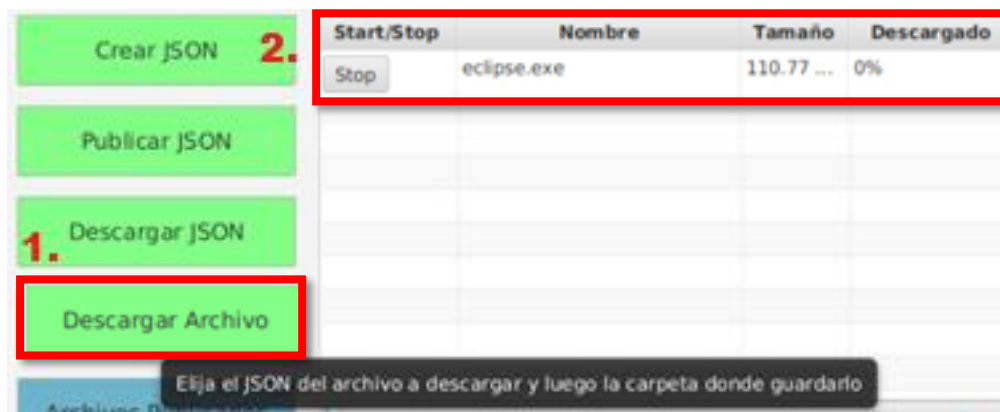 Crear JSON
2.
Start/Stop Nombre Tamaño Descargado
Stop eclipse.exe 110.77 ... 0%
Publicar JSON
Descargar JSON
1.
Descargar Archivo
Elija el JSON del archivo a descargar y luego la carpeta donde guardarlo